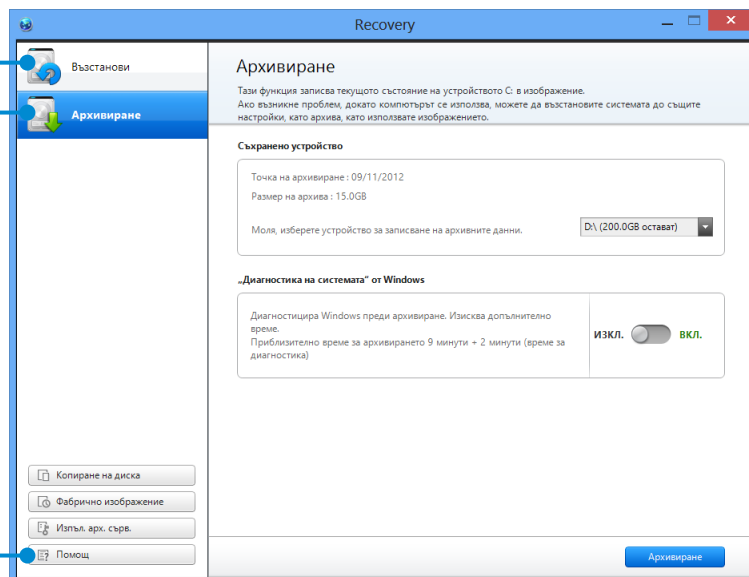 Recovery
Възстанови
Архивиране
Архивиране
Тази функция записва текущото състояние на устройството C: в изображение.
Ако възникне проблем, докато компютърът се използва, можете да възстановите системата до същите
настройки, като архива, като използвате изображението.
Съхранено устройство
Точка на архивиране : 09/11/2012
Размер на архива : 15.0GB
Моля, изберете устройство за записване на архивните данни.
D:\ (200.0GB остават)
„Диагностика на системата“ от Windows
Диагностицира Windows преди архивиране. Изисква допълнително
време.
Приблизително време за архивирането 9 минути + 2 минути (време за
диагностика)
ИЗКЛ. ВКЛ.
Копиране на диска
Фабрично изображение
Изпъл. арх. сърв.
Помощ
Архивиране